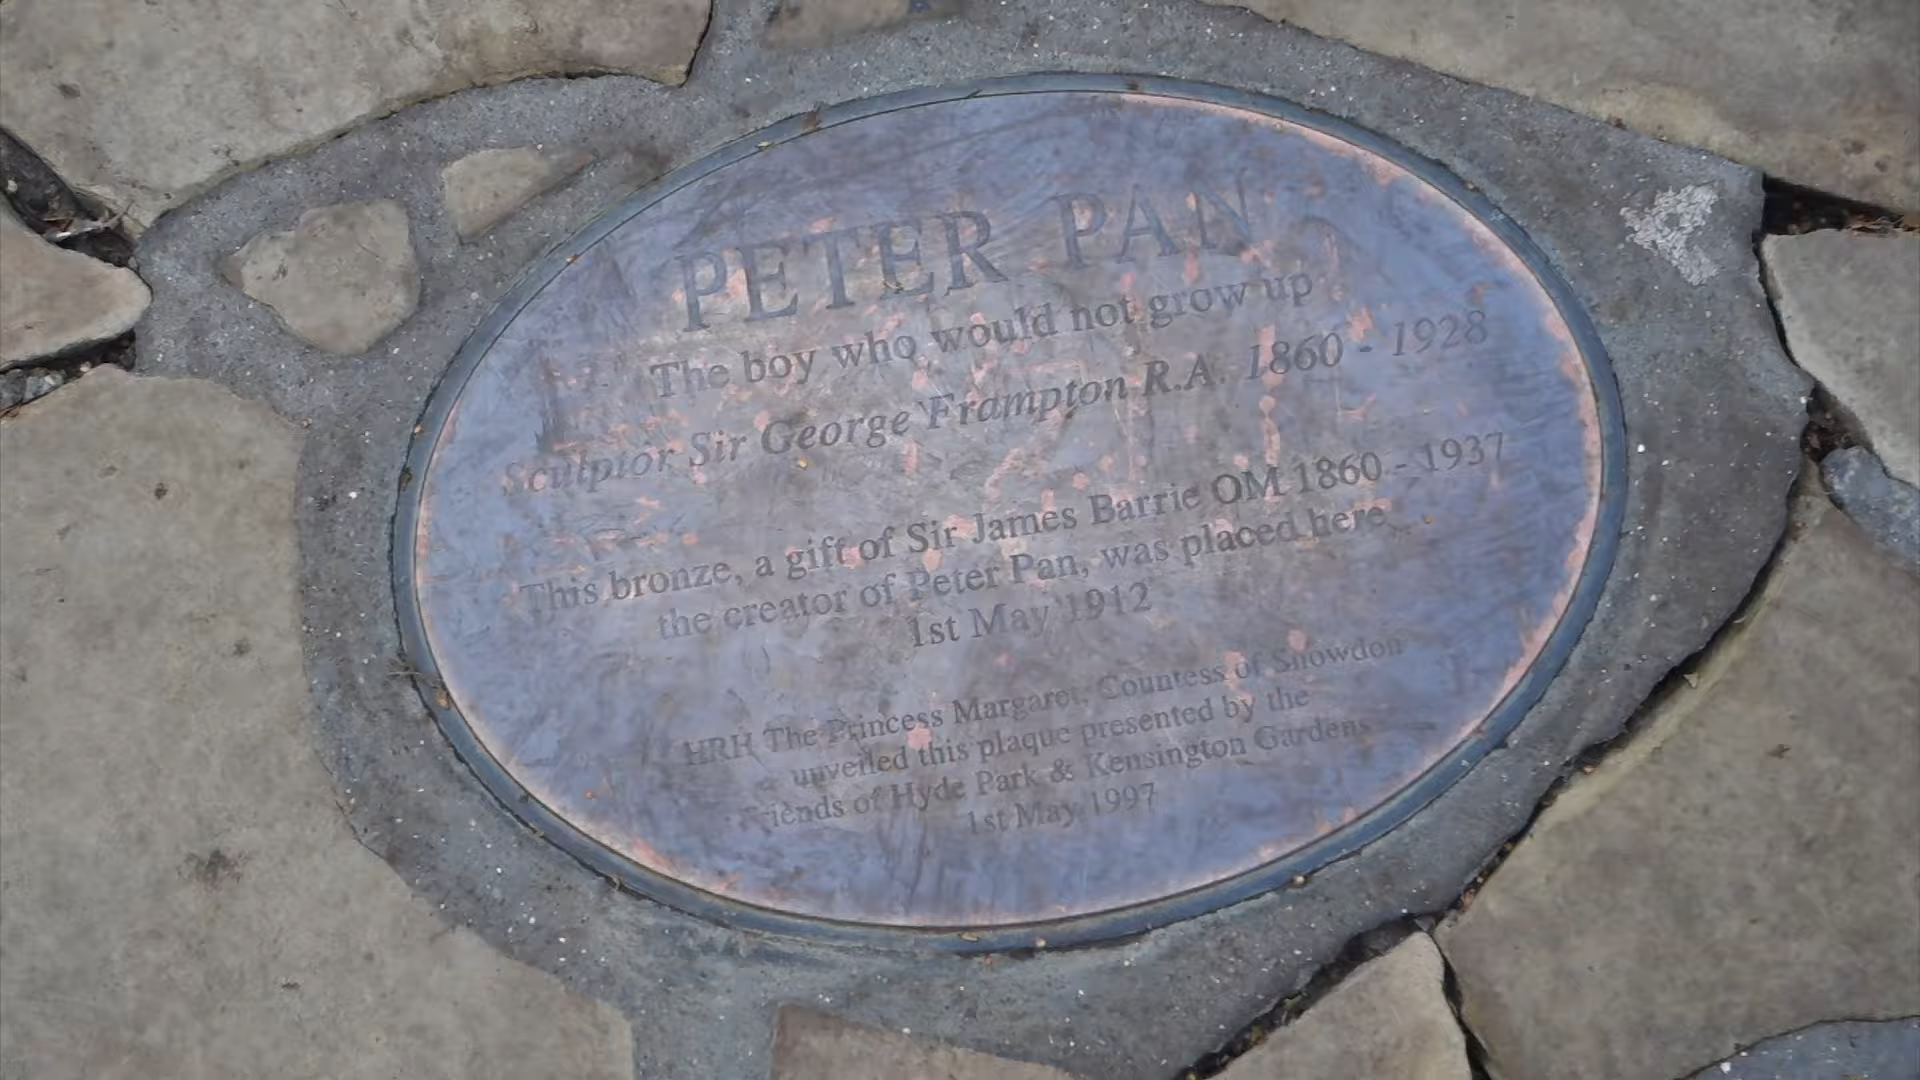 PETER PAN
The boy who would not grow up
Sculptor Sir George Frampton R.A. 1860 - 1928
This bronze, a gift of Sir James Barrie OM 1860 - 1937
the creator of Peter Pan, was placed here
1st May 1912
HRH The Princess Margaret, Countess of Snowdon
unveiled this plaque presented by the
Friends of Hyde Park & Kensington Gardens
1st May 1997